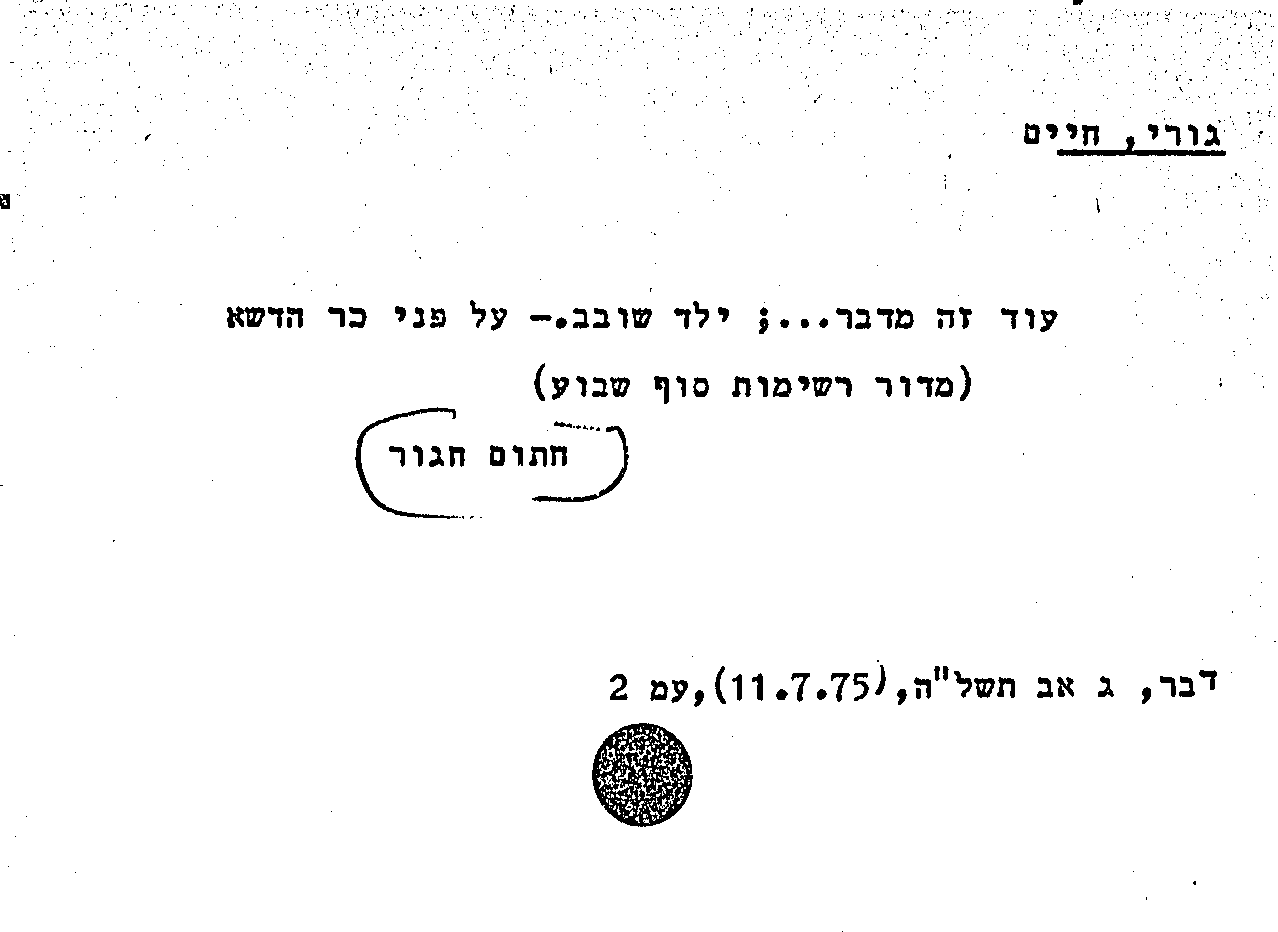 גורי, חיים
עוד זה מדבר...; ילד שובב.– על פני כר הדשא
(מדור רשימות סוף שבוע)
חתום חגור
דבר, ג אב תשל"ה,(11.7.75),עמ 2